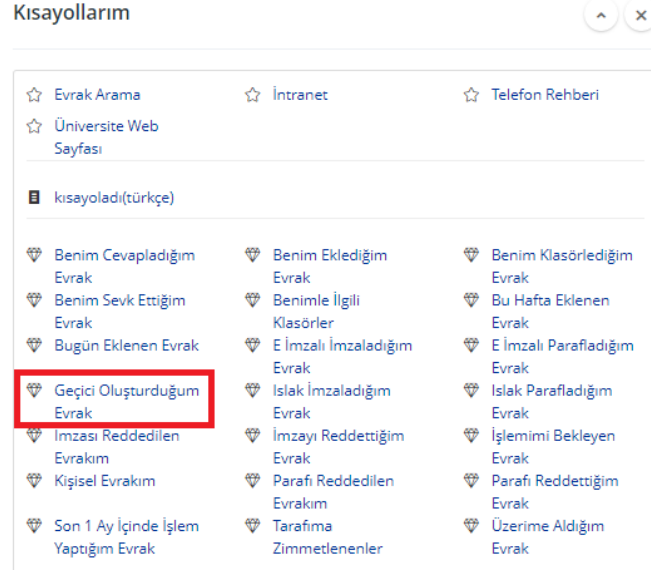 Kısayollarım
Evrak Arama
İntranet
Telefon Rehberi
Üniversite Web
Sayfası
kısayoladı(türkçe)
Benim Cevapladığım
Evrak
Benim Eklediğim
Evrak
Benim Klasörlediğim
Evrak
Benim Sevk Ettiğim
Evrak
Benimle İlgili
Klasörler
Bu Hafta Eklenen
Evrak
Bugün Eklenen Evrak
E İmzalı İmzaladığım
Evrak
E İmzalı Parafladığım
Evrak
Geçici Oluşturduğum
Evrak
Islak İmzaladığım
Evrak
Islak Parafladığım
Evrak
İmzası Reddedilen
Evrakım
İmzayı Reddettiğim
Evrak
İşlemimi Bekleyen
Evrak
Kişisel Evrakım
Parafı Reddedilen
Evrakım
Parafı Reddettiğim
Evrak
Son 1 Ay İçinde İşlem
Yaptığım Evrak
Tarafıma
Zimmetlenenler
Üzerime Aldığım
Evrak